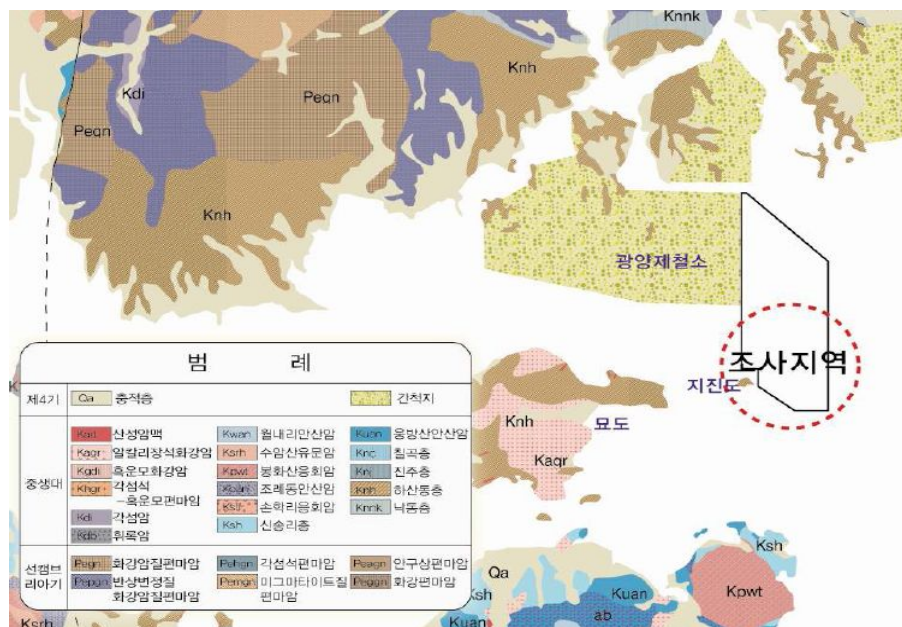 Knnk
Knh
Kdi
Pegn
Pegn
Knh
광양제철소
조사지역
지진도
Knh
묘도
Kagr
범 례
제4기 Qa 충적층 간척지
중생대
산성암맥 Kwan 월내리안산암 Kuan 웅방산안산암
Kagr 알칼리장석화강암 Ksrh 수암산유문암 칠곡층
Kgdi 흑운모화강암 Kpwt 봉화산응회암 진주층
Khgr 각섬석 조례동안산암 Knh 하산동층
-흑운모편마암 손학리응회암 Knnk 낙동층
Kdi 각섬암 Ksh 신송리층
Kdb 휘록암
선캠브
리아기
Pegn 화강암질편마암 Pehgn 각섬석편마암 안구상편마암
Pepgn 반상변정질 Pemgn 미그마타이트질 Peggn 화강편마암
화강암질편마암 편마암
Qa
Ksh
Ksh
Kuan
Kpwt
Kuan
ab
Ksrh